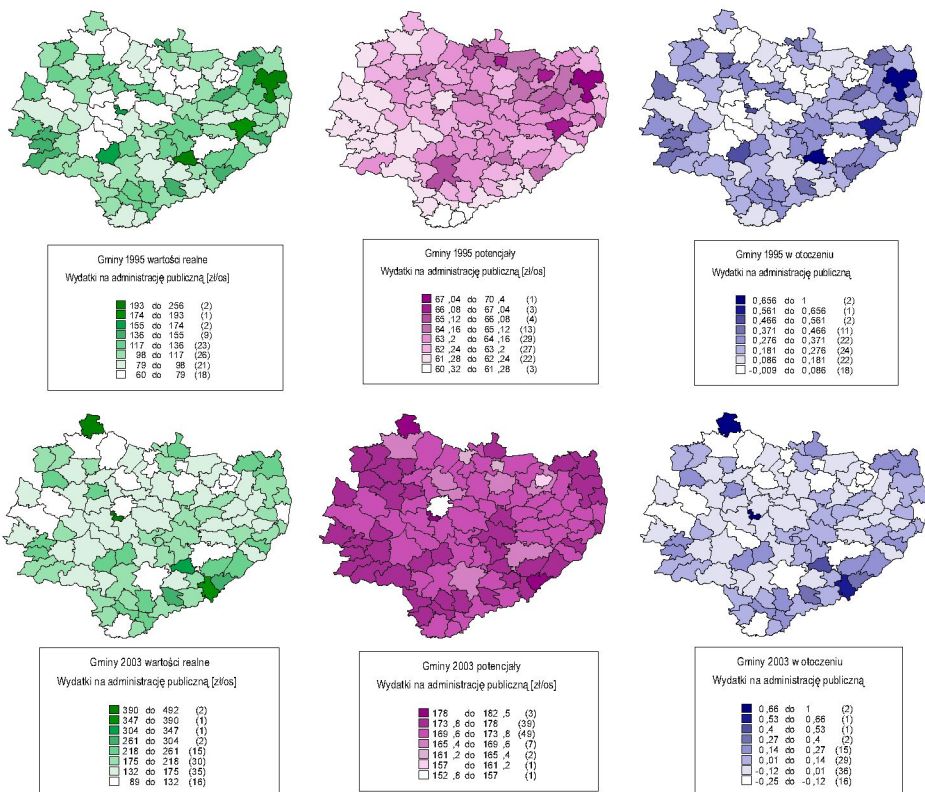 Gminy 1995 wartości realne
Wydatki na administrację publiczną [zł/os]
193 do 256 (2)
174 do 193 (1)
155 do 174 (2)
136 do 155 (9)
117 do 136 (23)
98 do 117 (26)
79 do 98 (21)
60 do 79 (18)
Gminy 1995 potencjały
Wydatki na administrację publiczną [zł/os]
67 ,04 do 70 ,4 (1)
66 ,08 do 67 ,04 (3)
65 ,12 do 66 ,08 (4)
64 ,16 do 65 ,12 (13)
63 ,2 do 64 ,16 (29)
62 ,24 do 63 ,2 (27)
61 ,28 do 62 ,24 (22)
60 ,32 do 61 ,28 (3)
Gminy 1995 w otoczeniu
Wydatki na administrację publiczną
0,656 do 1 (2)
0,561 do 0,656 (1)
0,466 do 0,561 (2)
0,371 do 0,466 (11)
0,276 do 0,371 (22)
0,181 do 0,276 (24)
0,086 do 0,181 (22)
-0,009 do 0,086 (18)
Gminy 2003 wartości realne
Wydatki na administrację publiczną [zł/os]
390 do 492 (2)
347 do 390 (1)
304 do 347 (1)
261 do 304 (2)
218 do 261 (15)
175 do 218 (30)
132 do 175 (35)
89 do 132 (16)
Gminy 2003 potencjały
Wydatki na administrację publiczną [zł/os]
178 do 182 ,5 (3)
173 ,8 do 178 (39)
169 ,6 do 173 ,8 (49)
165 ,4 do 169 ,6 (7)
161 ,2 do 165 ,4 (2)
157 do 161 ,2 (1)
152 ,8 do 157 (1)
Gminy 2003 w otoczeniu
Wydatki na administrację publiczną
0,66 do 1 (2)
0,53 do 0,66 (1)
0,4 do 0,53 (1)
0,27 do 0,4 (2)
0,14 do 0,27 (15)
0,01 do 0,14 (29)
-0,12 do 0,01 (36)
-0,25 do -0,12 (16)